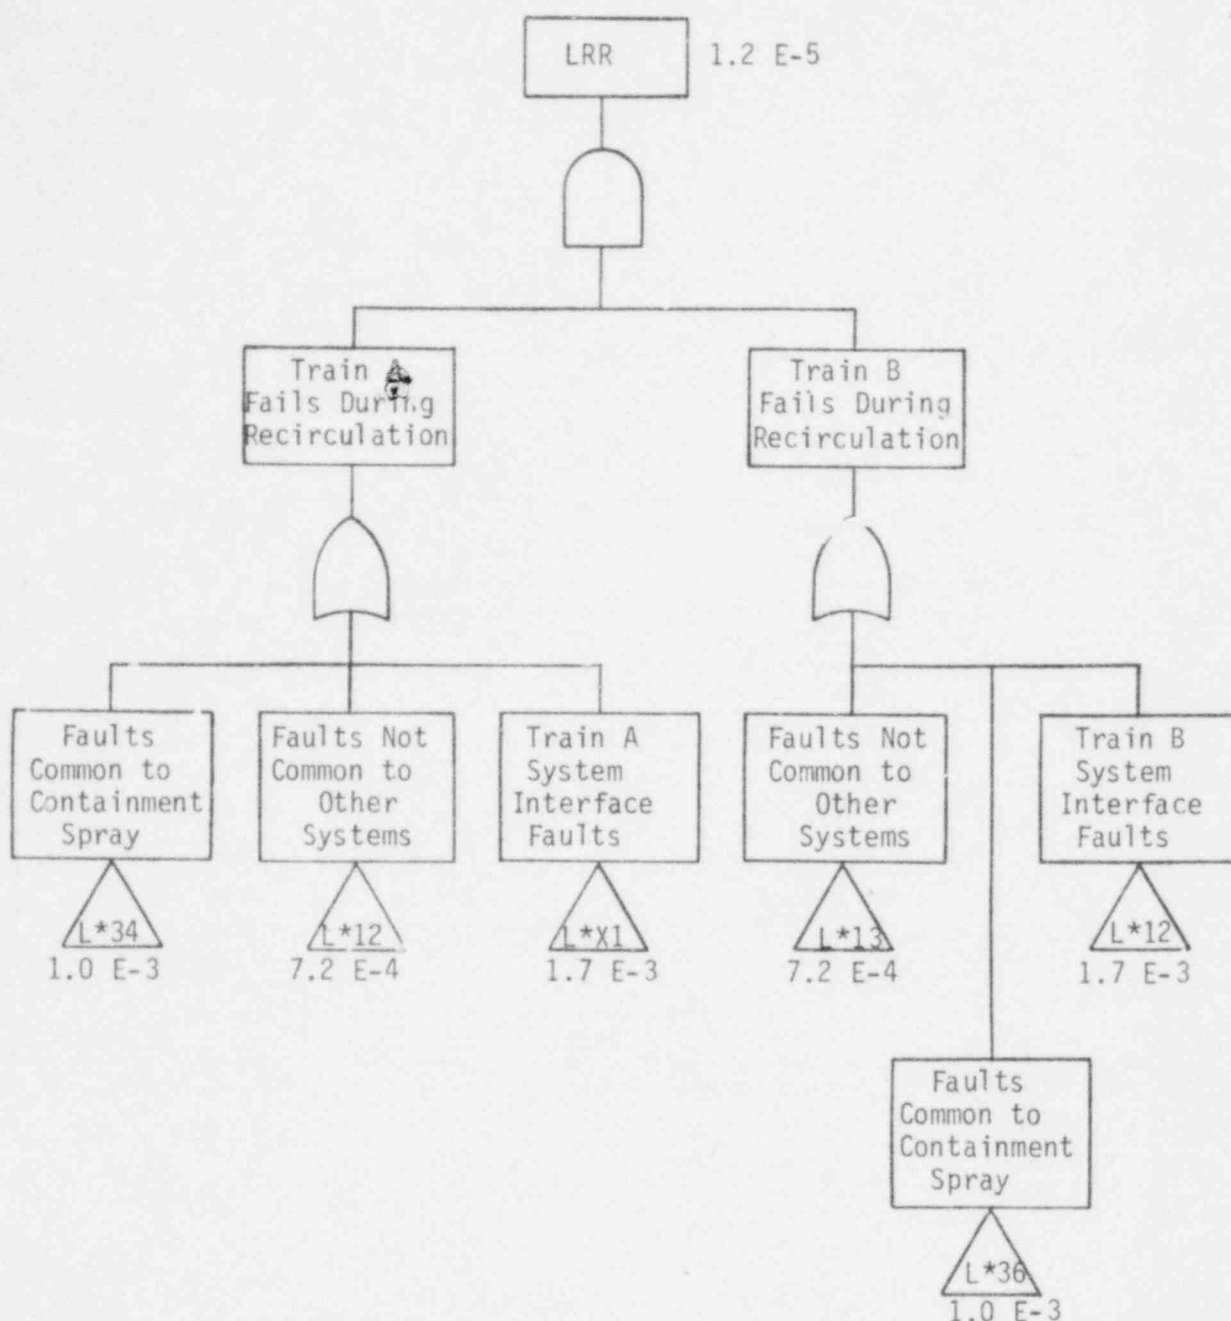 LRR 1.2 E-5
Train A
Fails During
Recirculation
Train B
Fails During
Recirculation
Faults
Common to
Containment
Spray
L*34
1.0 E-3
Faults Not
Common to
Other
Systems
L*12
7.2 E-4
Train A
System
Interface
Faults
L*X1
1.7 E-3
Faults Not
Common to
Other
Systems
L*13
7.2 E-4
Train B
System
Interface
Faults
L*12
1.7 E-3
Faults
Common to
Containment
Spray
L*36
1.0 E-3